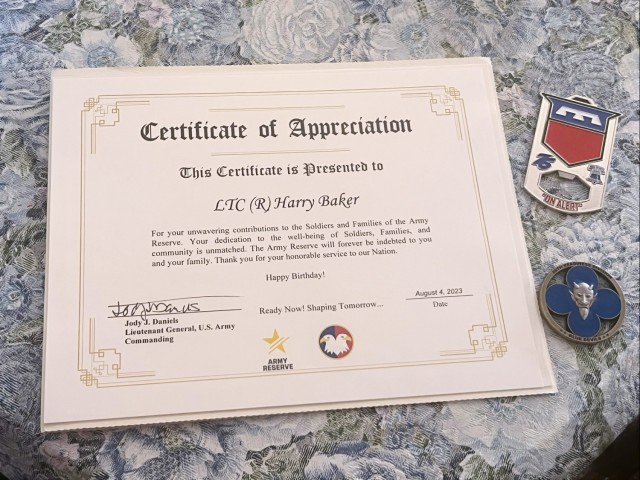 Certificate of Appreciation
This Certificate is Presented to
LTC (R) Harry Baker
For your unwavering contributions to the Soldiers and Families of the Army
Reserve. Your dedication to the well-being of Soldiers, Families, and
community is unmatched. The Army Reserve will forever be indebted to you
and your family. Thank you for your honorable service to our Nation.
Happy Birthday!
Jody J. Daniels
Lieutenant General, U.S. Army
Commanding
Ready Now! Shaping Tomorrow...
August 4, 2023
Date
ARMY
RESERVE
76
"ON ALERT"